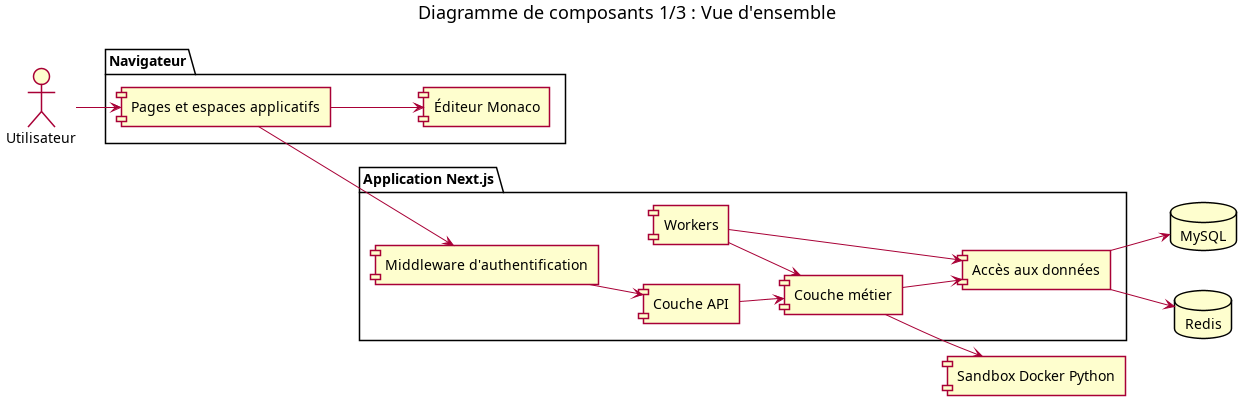 Diagramme de composants 1/3 : Vue d'ensemble
Navigateur
Utilisateur
Pages et espaces applicatifs
Éditeur Monaco
Application Next.js
Workers
Middleware d'authentification
Couche API
Couche métier
Accès aux données
MySQL
Redis
Sandbox Docker Python